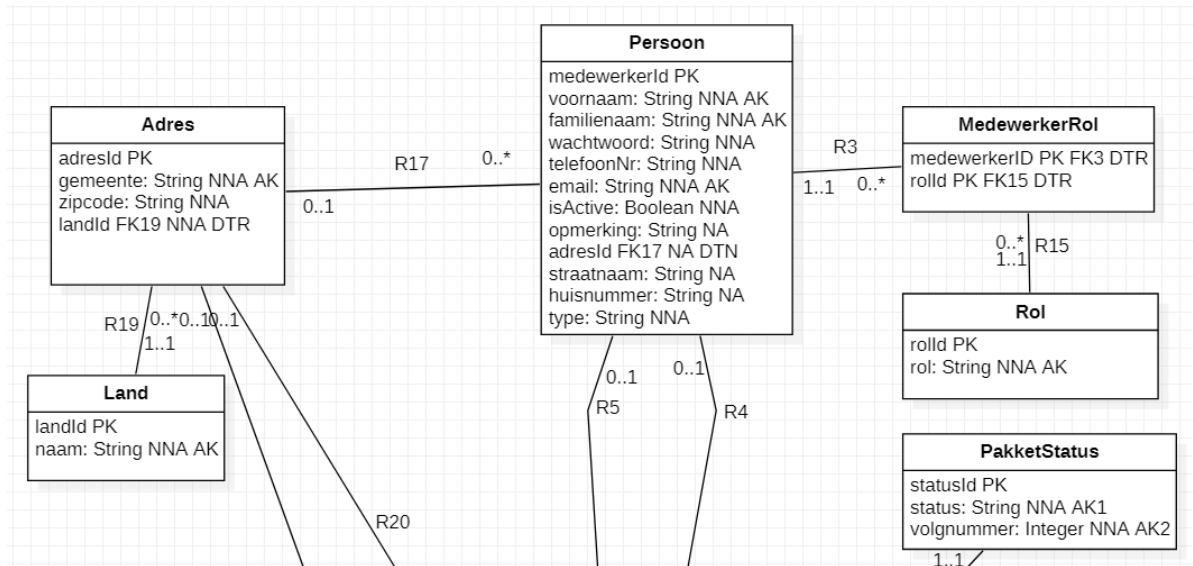 Persoon
medewerkerId PK
voornaam: String NNA AK
familienaam: String NNA AK
wachtwoord: String NNA
telefoonNr: String NNA
email: String NNA AK
isActive: Boolean NNA
opmerking: String NA
adresId FK17 NA DTN
straatnaam: String NA
huisnummer: String NA
type: String NNA
Adres
adresId PK
gemeente: String NNA AK
zipcode: String NNA
landId FK19 NNA DTR
R17
0..*
0..1
MedewerkerRol
medewerkerID PK FK3 DTR
rolId PK FK15 DTR
R3
1..1
0..*
0..*
R15
1..1
Rol
rolId PK
rol: String NNA AK
R19
0..*
0..1
0..1
1..1
Land
landId PK
naam: String NNA AK
0..1
0..1
R5
R4
R20
PakketStatus
statusId PK
status: String NNA AK1
volgnummer: Integer NNA AK2
1..1